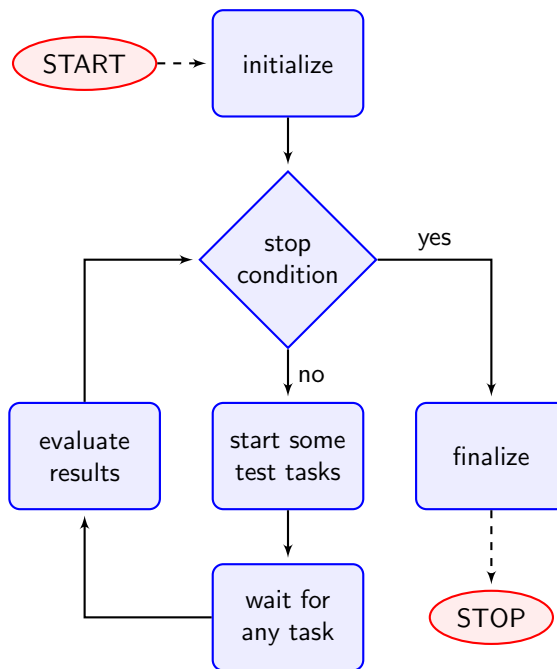 START
initialize
stop
condition
yes
no
evaluate
results
start some
test tasks
finalize
wait for
any task
STOP